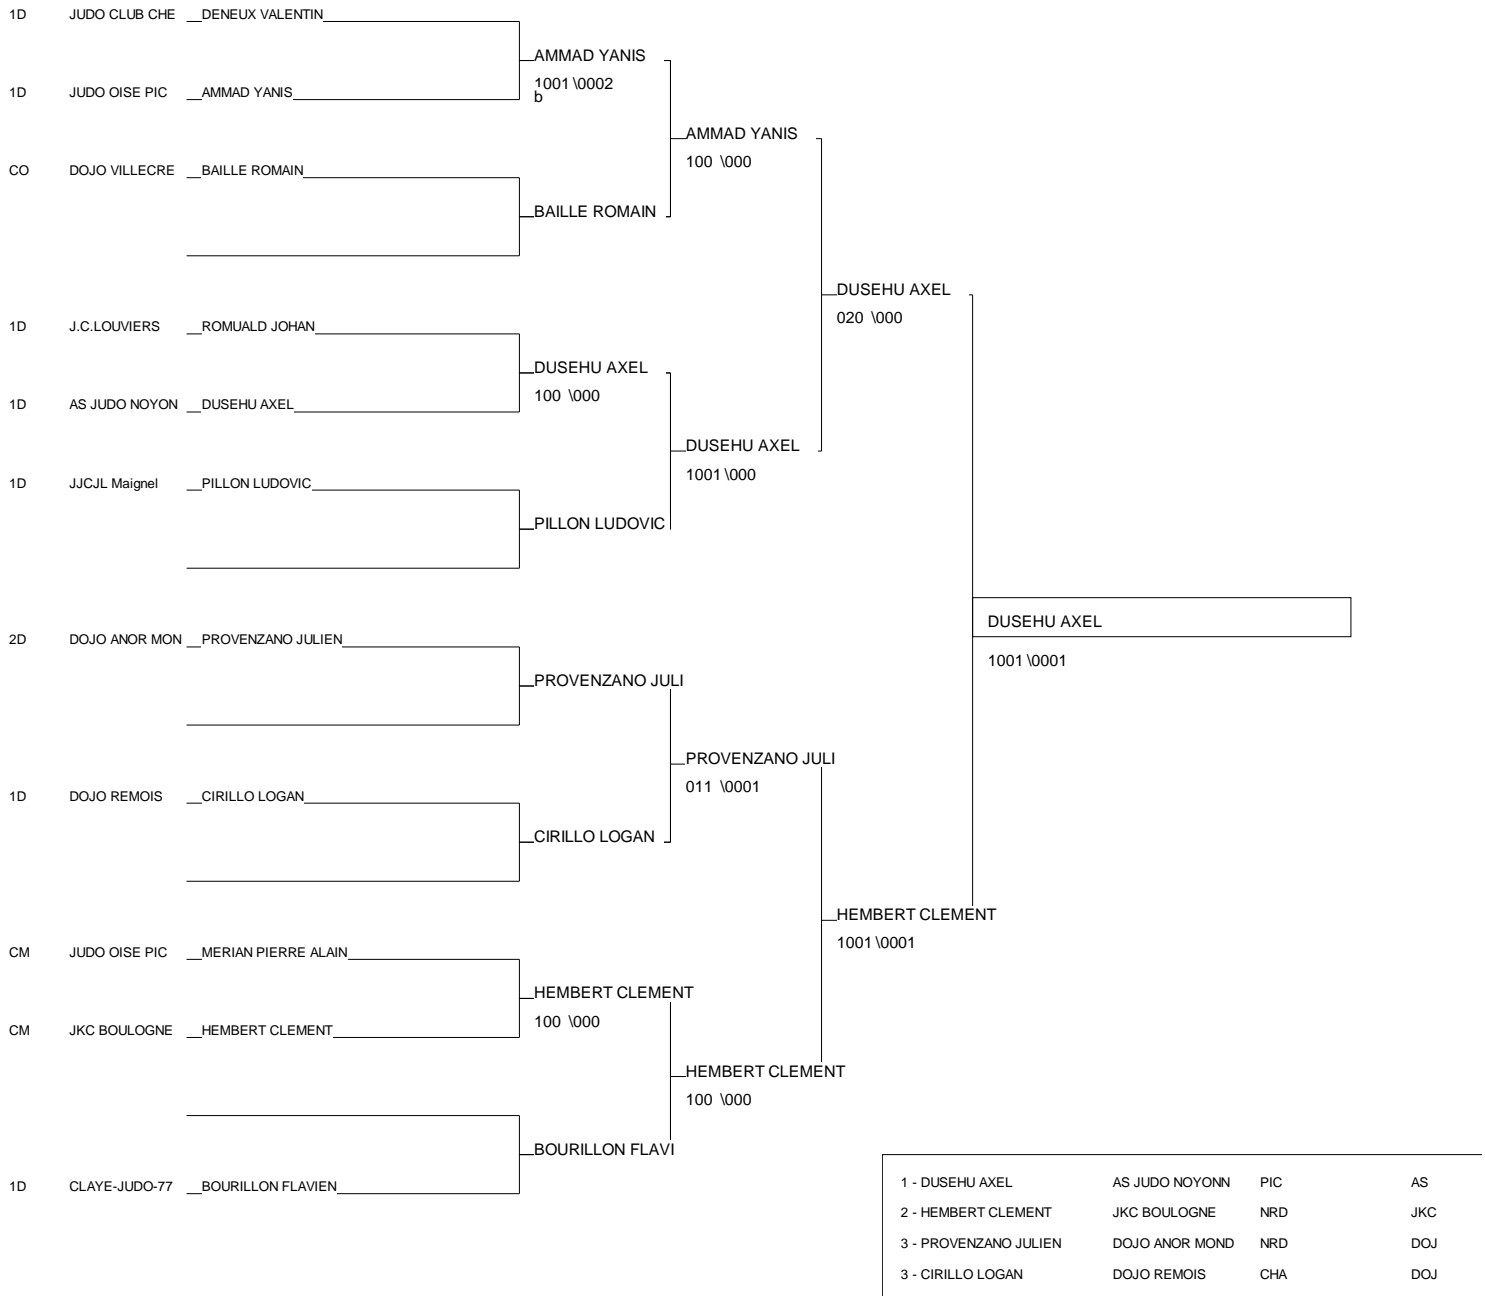 1D JUDO CLUB CHE DENEUX VALENTIN
AMMAD YANIS
1001 \0002
b
1D JUDO OISE PIC AMMAD YANIS
AMMAD YANIS
100 \000
CO DOJO VILLECRE BAILLE ROMAIN
BAILLE ROMAIN
DUSEHU AXEL
020 \000
1D J.C.LOUVIERS ROMUALD JOHAN
DUSEHU AXEL
100 \000
1D AS JUDO NOYON DUSEHU AXEL
DUSEHU AXEL
1001 \000
1D JJCJL Maignel PILLON LUDOVIC
PILLON LUDOVIC
DUSEHU AXEL
1001 \0001
2D DOJO ANOR MON PROVENZANO JULIEN
PROVENZANO JULI
PROVENZANO JULI
011 \0001
1D DOJO REMOIS CIRILLO LOGAN
CIRILLO LOGAN
HEMBERT CLEMENT
1001 \0001
CM JUDO OISE PIC MERIAN PIERRE ALAIN
HEMBERT CLEMENT
100 \000
CM JKC BOULOGNE HEMBERT CLEMENT
HEMBERT CLEMENT
100 \000
BOURILLON FLAVI
1D CLAYE-JUDO-77 BOURILLON FLAVIEN
1 - DUSEHU AXEL AS JUDO NOYONN PIC AS
2 - HEMBERT CLEMENT JKC BOULOGNE NRD JKC
3 - PROVENZANO JULIEN DOJO ANOR MOND NRD DOJ
3 - CIRILLO LOGAN DOJO REMOIS CHA DOJ